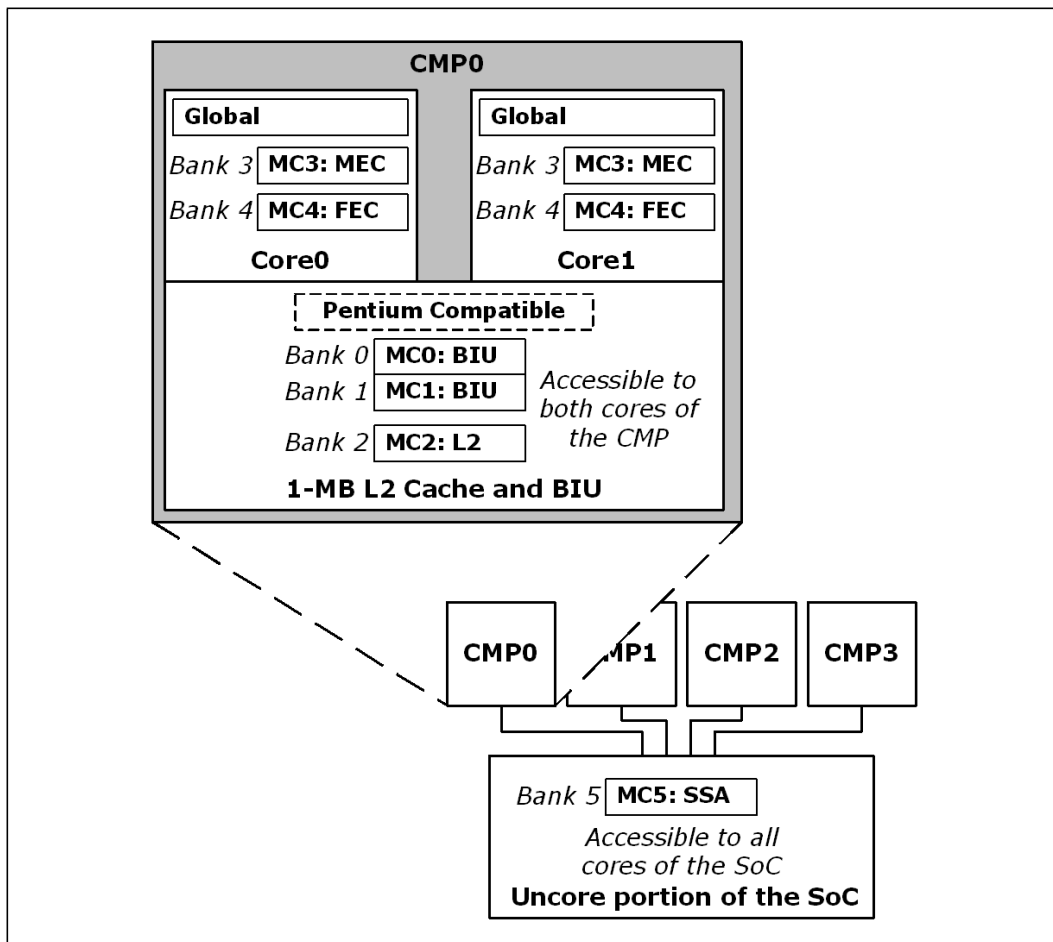 CMP0
Global
Global
Bank 3 MC3: MEC
Bank 3 MC3: MEC
Bank 4 MC4: FEC
Bank 4 MC4: FEC
Core0
Core1
Pentium Compatible
Bank 0 MC0: BIU
Bank 1 MC1: BIU
Bank 2 MC2: L2
Accessible to
both cores of
the CMP
1-MB L2 Cache and BIU
CMP0
MP1
CMP2
CMP3
Bank 5 MC5: SSA
Accessible to all
cores of the SoC
Uncore portion of the SoC